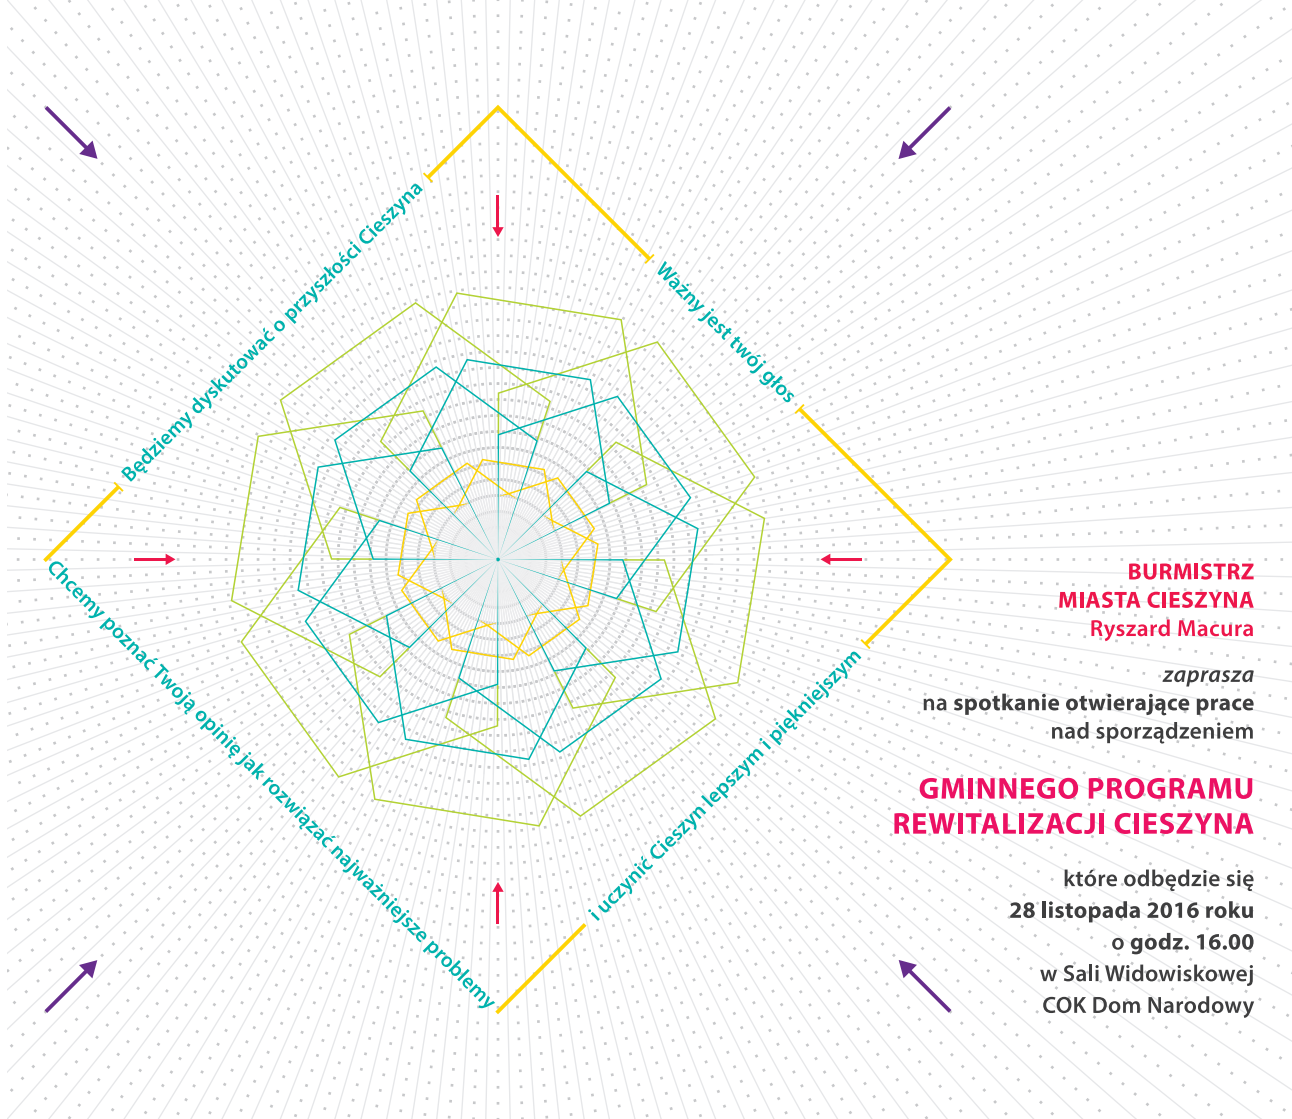 Będziemy dyskutować o przyszłości Cieszyna
Ważny jest twój głos
Chcemy poznać Twoją opinię jak rozwiązać najważniejsze problemy
i uczynić Cieszyn lepszym i piękniejszym
BURMISTRZ
MIASTA CIESZYNA
Ryszard Macura
zaprasza
na spotkanie otwierające prace
nad sporządzeniem
GMINNEGO PROGRAMU
REWITALIZACJI CIESZYNA
które odbędzie się
28 listopada 2016 roku
o godz. 16.00
w Sali Widowiskowej
COK Dom Narodowy